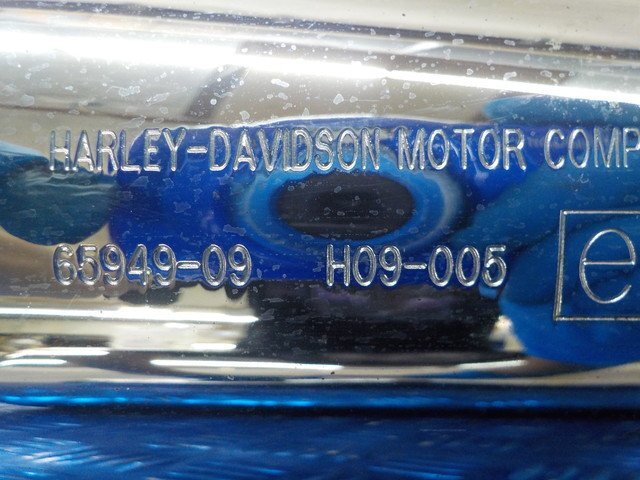 HARLEY-DAVIDSON MOTOR COMP
65949-09 H09-005 e